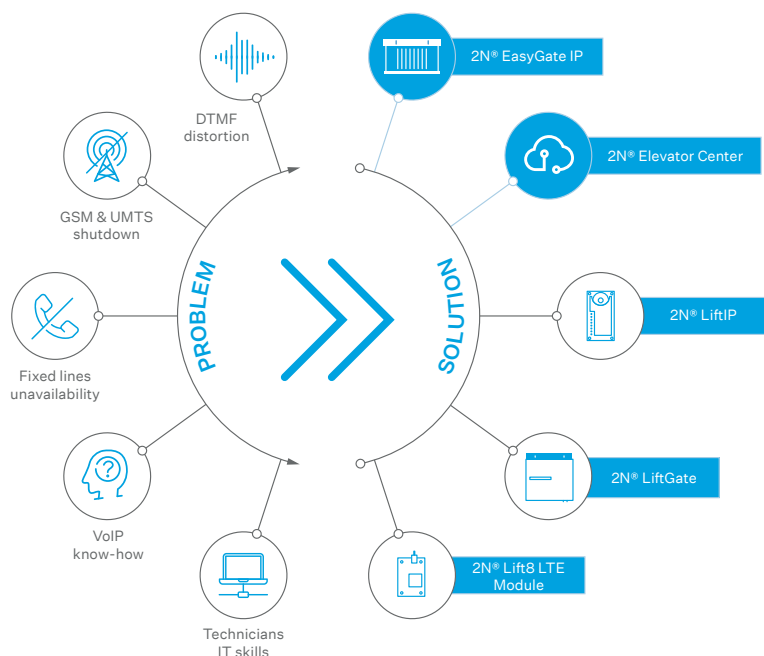 DTMF
distortion
GSM & UMTS
shutdown
Fixed lines
unavailability
VoIP
know-how
Technicians
IT skills
PROBLEM
SOLUTION
2N® EasyGate IP
2N® Elevator Center
2N® LiftIP
2N® LiftGate
2N® Lift8 LTE
Module